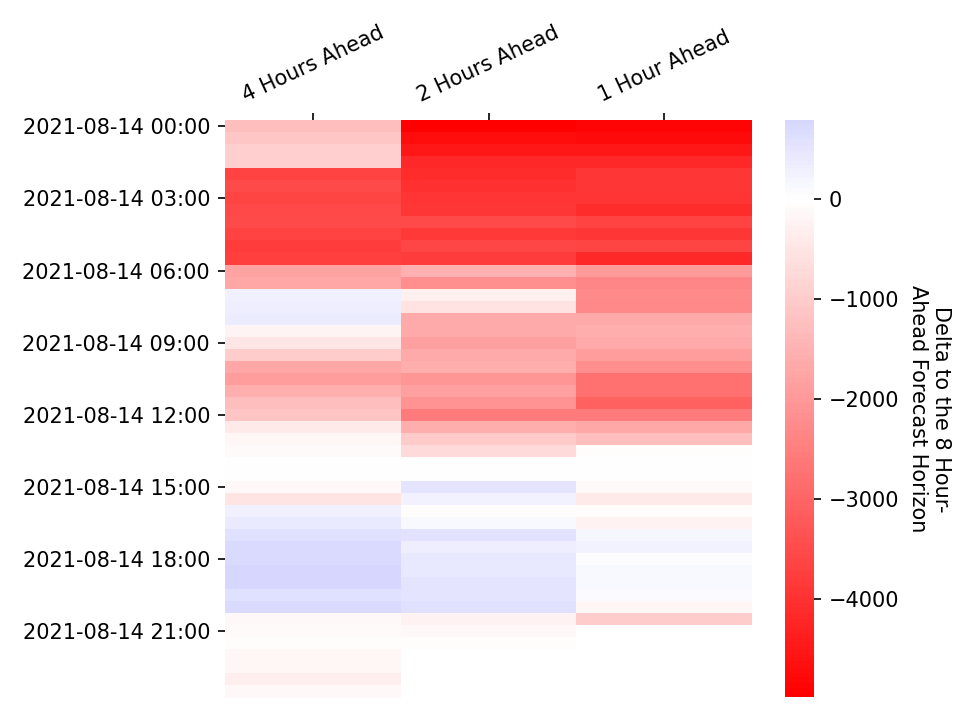 4 Hours Ahead
2 Hours Ahead
1 Hour Ahead
2021-08-14 00:00
2021-08-14 03:00
2021-08-14 06:00
2021-08-14 09:00
2021-08-14 12:00
2021-08-14 15:00
2021-08-14 18:00
2021-08-14 21:00
0
−1000
−2000
−3000
−4000
Delta to the 8 Hour-
Ahead Forecast Horizon